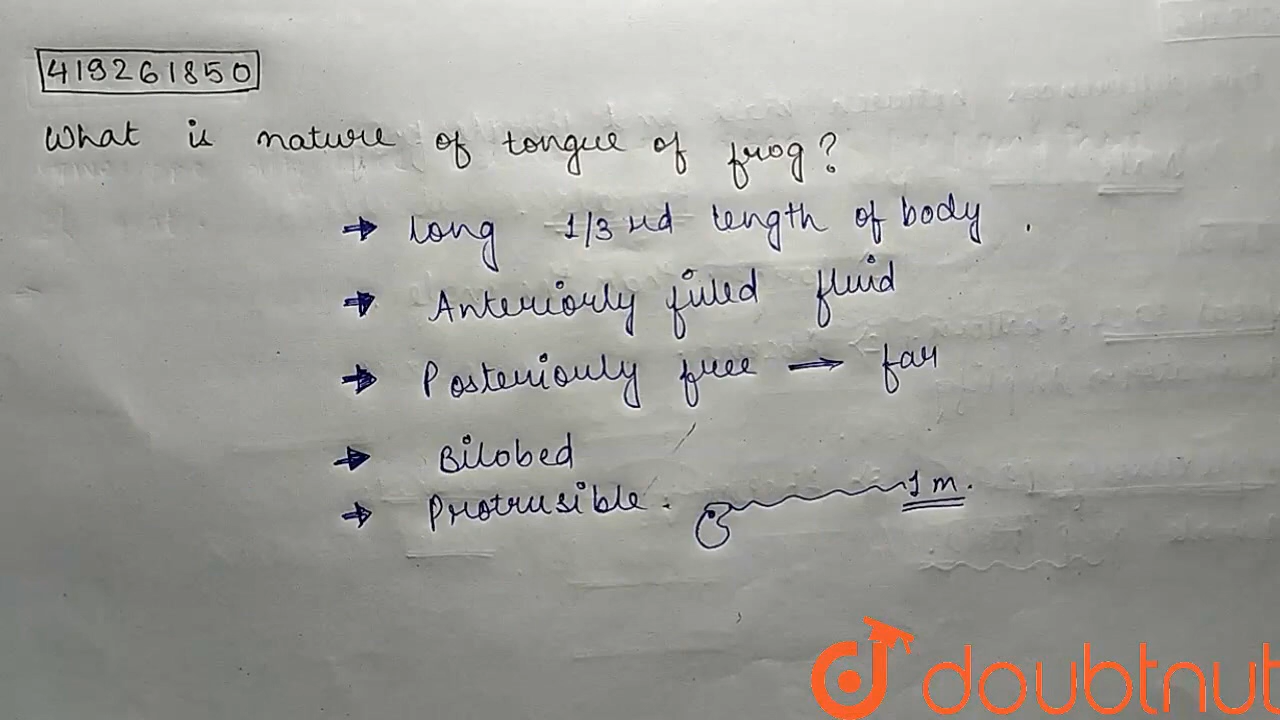 419261850
What is nature of tongue of frog?
→ Long 1/3 rd length of body.
→ Anteriorly filled fluid
→ Posteriorly free → far
→ Bilobed
→ Protrusible. 1 m.
doubtnut